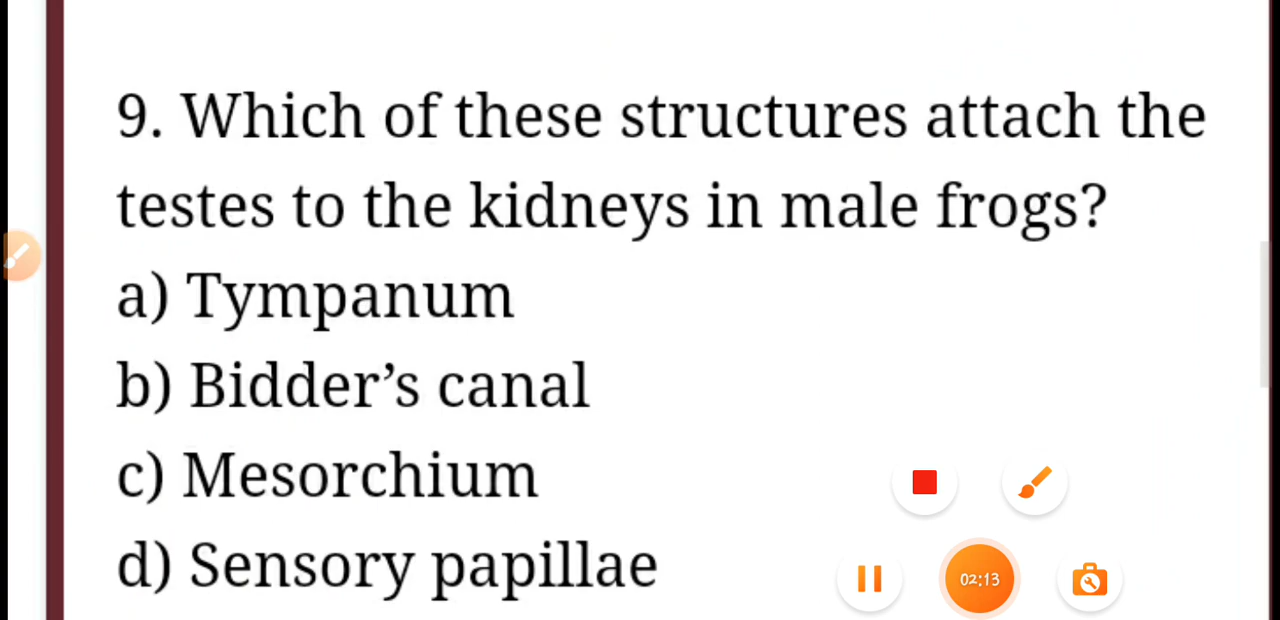 9. Which of these structures attach the
testes to the kidneys in male frogs?
a) Tympanum
b) Bidder’s canal
c) Mesorchium
d) Sensory papillae
02:13